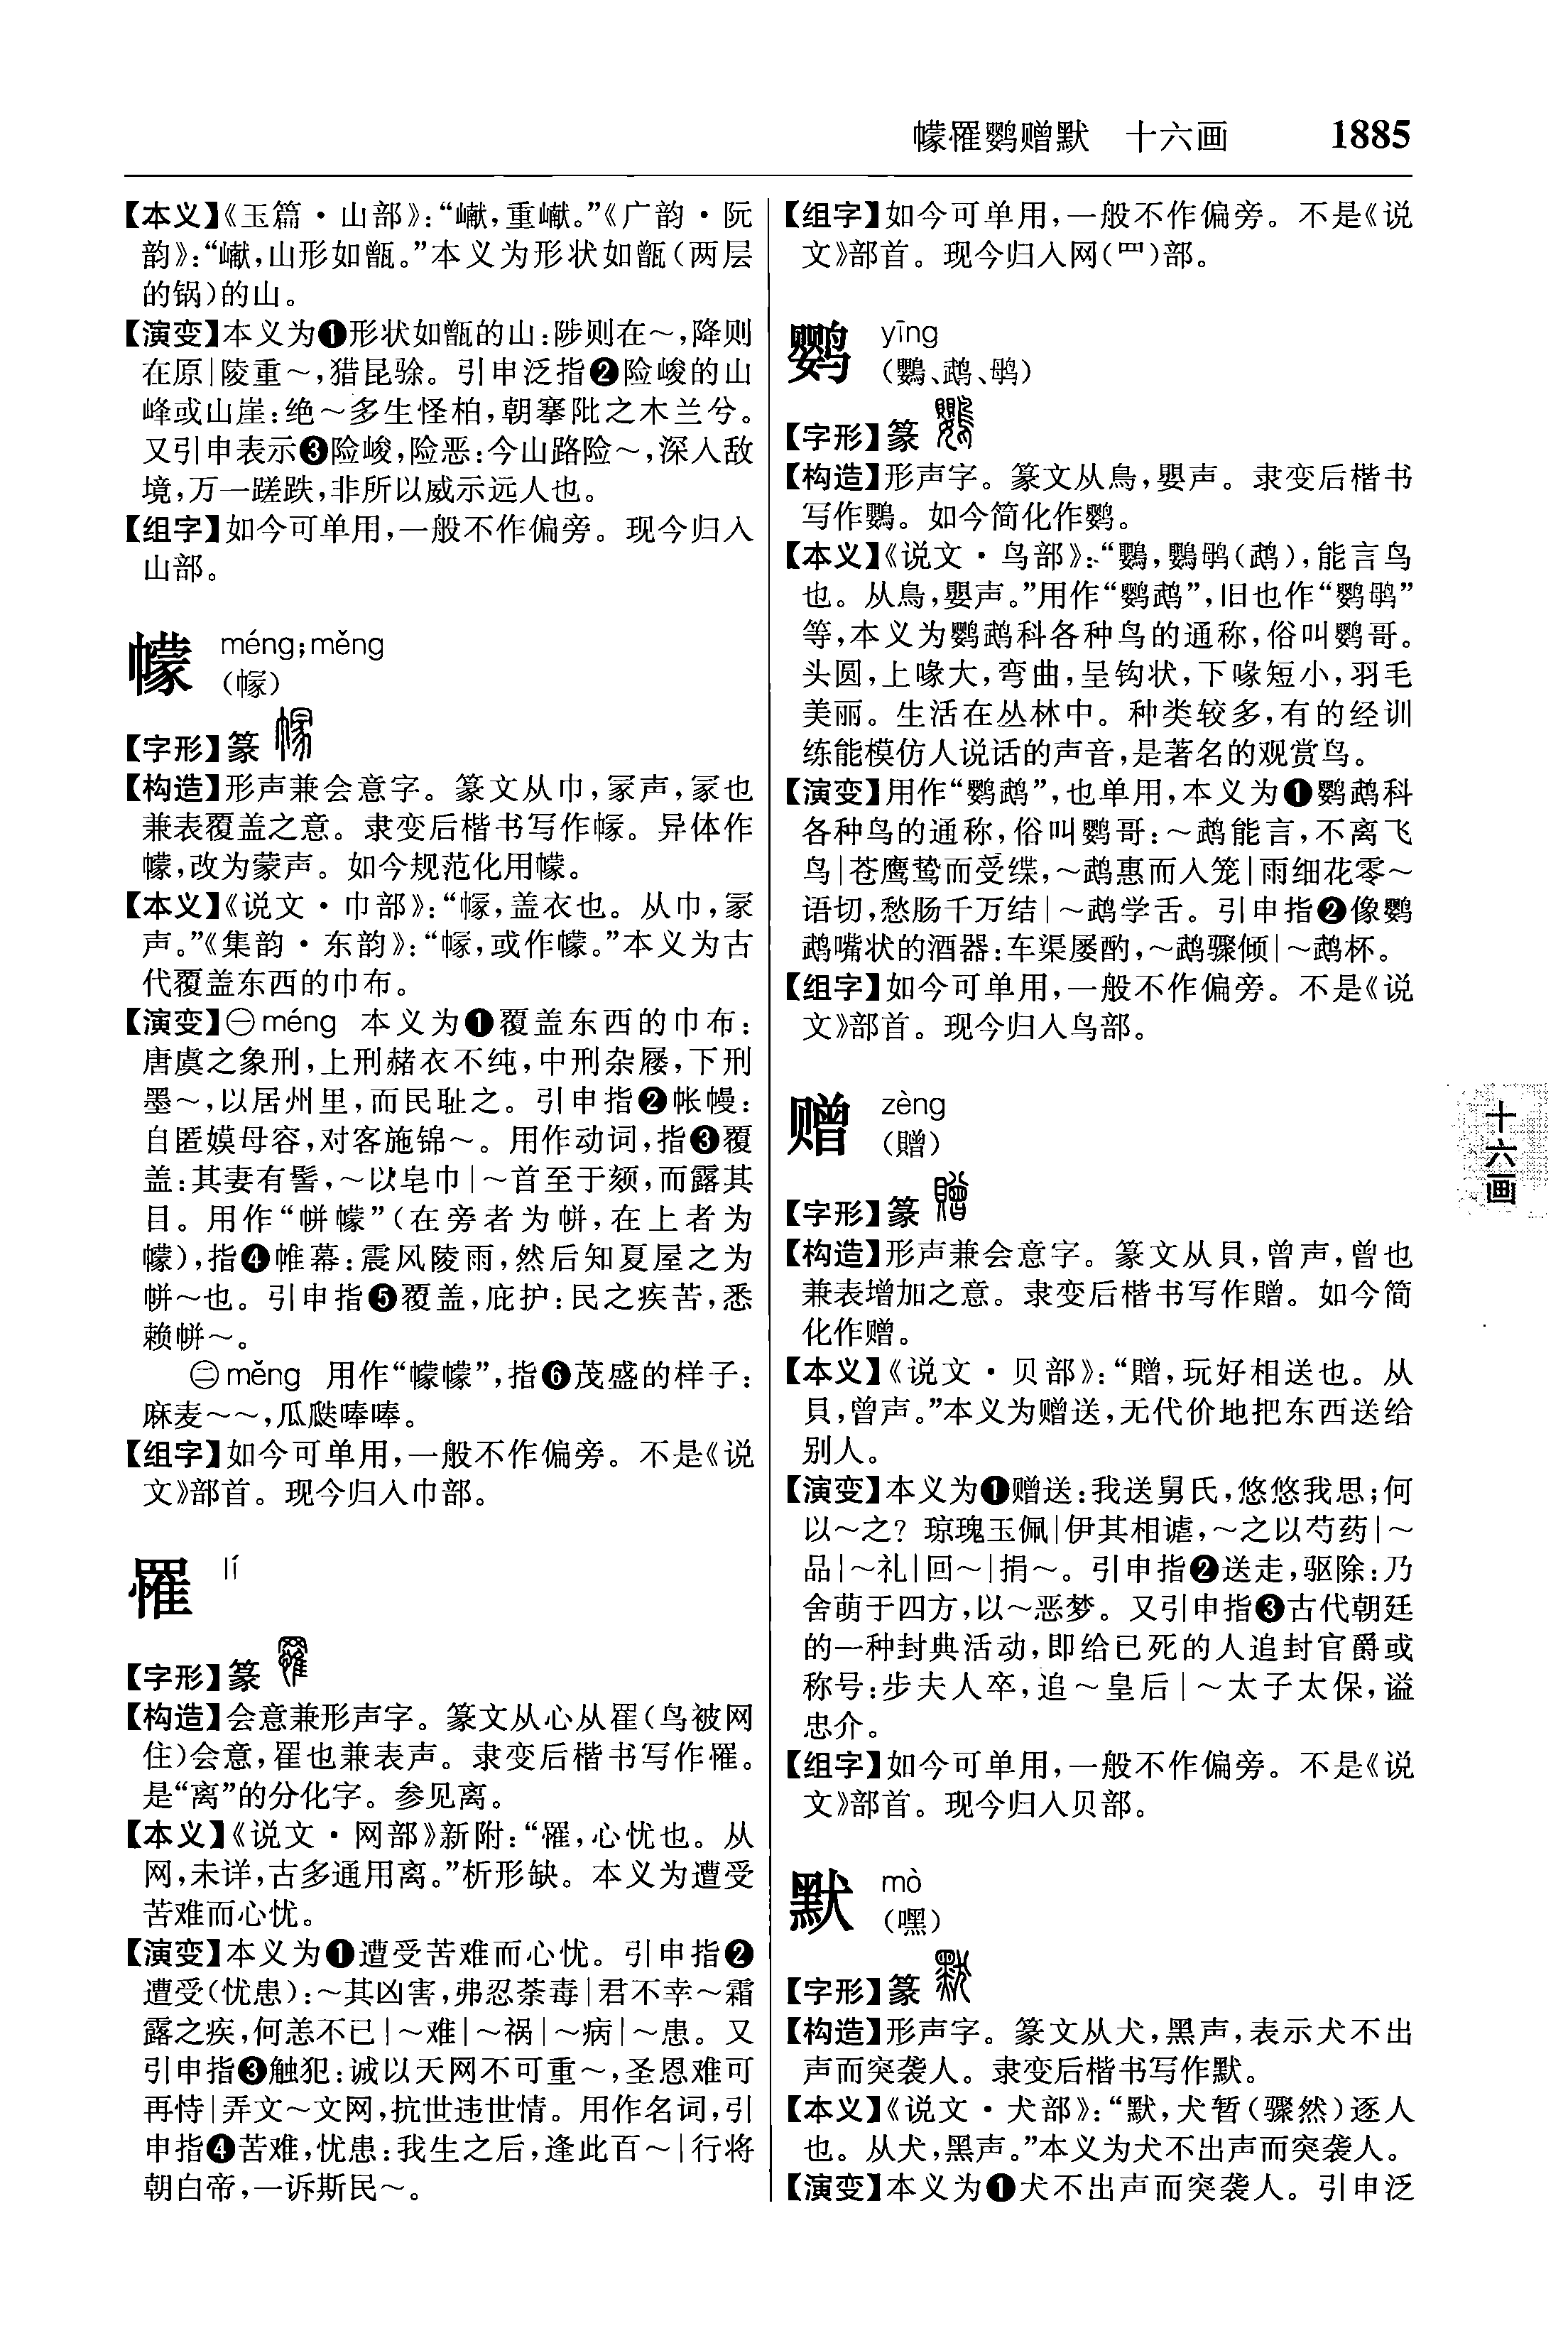 幪罹鹦赠默 十六画 1885
【本义】《玉篇·山部》：“巘，重巘。”《广韵·阮
韵》：“巘，山形如甑。”本义为形状如甑（两层
的锅）的山。
【演变】本义为❶形状如甑的山：陟则在～，降则
在原｜陵重～，猎昆𬳿。引申泛指❷险峻的山
峰或山崖：绝～多生怪柏，朝搴阰之木兰兮。
又引申表示❸险峻，险恶：今山路险～，深入敌
境，万一蹉跌，非所以威示远人也。
【组字】如今可单用，一般不作偏旁。现今归入
山部。
幪 méng；měng
（㡓）
【字形】篆
【构造】形声兼会意字。篆文从巾，冡声，冡也
兼表覆盖之意。隶变后楷书写作㡓。异体作
幪，改为蒙声。如今规范化用幪。
【本义】《说文·巾部》：“㡓，盖衣也。从巾，冡
声。”《集韵·东韵》：“㡓，或作幪。”本义为古
代覆盖东西的巾布。
【演变】㊀méng 本义为❶覆盖东西的巾布：
唐虞之象刑，上刑赭衣不纯，中刑杂屦，下刑
墨～，以居州里，而民耻之。引申指❷帐幔：
自匿嫫母容，对客施锦～。用作动词，指❸覆
盖：其妻有髻，～以皂巾｜～首至于颏，而露其
目。用作“帡幪”（在旁者为帡，在上者为
幪），指❹帷幕：震风陵雨，然后知夏屋之为
帡～也。引申指❺覆盖，庇护：民之疾苦，悉
赖帡～。
㊁měng 用作“幪幪”，指❻茂盛的样子：
麻麦～～，瓜瓞唪唪。
【组字】如今可单用，一般不作偏旁。不是《说
文》部首。现今归入巾部。
罹 lí
【字形】篆
【构造】会意兼形声字。篆文从心从罹（鸟被网
住）会意，罹也兼表声。隶变后楷书写作罹。
是“离”的分化字。参见离。
【本义】《说文·网部》新附：“罹，心忧也。从
网，未详，古多通用离。”析形缺。本义为遭受
苦难而心忧。
【演变】本义为❶遭受苦难而心忧。引申指❷
遭受（忧患）：～其凶害，弗忍荼毒｜君不幸～霜
露之疾，何恙不已｜～难｜～祸｜～病｜～患。又
引申指❸触犯：诚以天网不可重～，圣恩难可
再恃｜弄文～文网，抗世违世情。用作名词，引
申指❹苦难，忧患：我生之后，逢此百～｜行将
朝白帝，一诉斯民～。
【组字】如今可单用，一般不作偏旁。不是《说
文》部首。现今归入网（罒）部。
鹦 yīng
（鸚、鹉、鹀）
【字形】篆
【构造】形声字。篆文从鳥，嬰声。隶变后楷书
写作鸚。如今简化作鹦。
【本义】《说文·鸟部》：“鸚，鸚䳇（鹉），能言鸟
也。从鳥，嬰声。”用作“鹦鹉”，旧也作“鹦䳇”
等，本义为鹦鹉科各种鸟的通称，俗叫鹦哥。
头圆，上喙大，弯曲，呈钩状，下喙短小，羽毛
美丽。生活在丛林中。种类较多，有的经训
练能模仿人说话的声音，是著名的观赏鸟。
【演变】用作“鹦鹉”，也单用，本义为❶鹦鹉科
各种鸟的通称，俗叫鹦哥：～鹉能言，不离飞
鸟｜苍鹰鸷而受绁，～鹉惠而入笼｜雨细花零～
语切，愁肠千万结｜～鹉学舌。引申指❷像鹦
鹉嘴状的酒器：车渠屡酌，～鹉骤倾｜～鹉杯。
【组字】如今可单用，一般不作偏旁。不是《说
文》部首。现今归入鸟部。
赠 zèng
（贈）
【字形】篆
【构造】形声兼会意字。篆文从貝，曾声，曾也
兼表增加之意。隶变后楷书写作贈。如今简
化作赠。
【本义】《说文·贝部》：“贈，玩好相送也。从
貝，曾声。”本义为赠送，无代价地把东西送给
别人。
【演变】本义为❶赠送：我送舅氏，悠悠我思；何
以～之？琼瑰玉佩｜伊其相谑，～之以芍药｜～
品｜～礼｜回～｜捐～。引申指❷送走，驱除：乃
舍萌于四方，以～恶梦。又引申指❸古代朝廷
的一种封典活动，即给已死的人追封官爵或
称号：步夫人卒，追～皇后｜～太子太保，谥
忠介。
【组字】如今可单用，一般不作偏旁。不是《说
文》部首。现今归入贝部。
默 mò
（嘿）
【字形】篆
【构造】形声字。篆文从犬，黑声，表示犬不出
声而突袭人。隶变后楷书写作默。
【本义】《说文·犬部》：“默，犬暂（骤然）逐人
也。从犬，黑声。”本义为犬不出声而突袭人。
【演变】本义为❶犬不出声而突袭人。引申泛
十六画